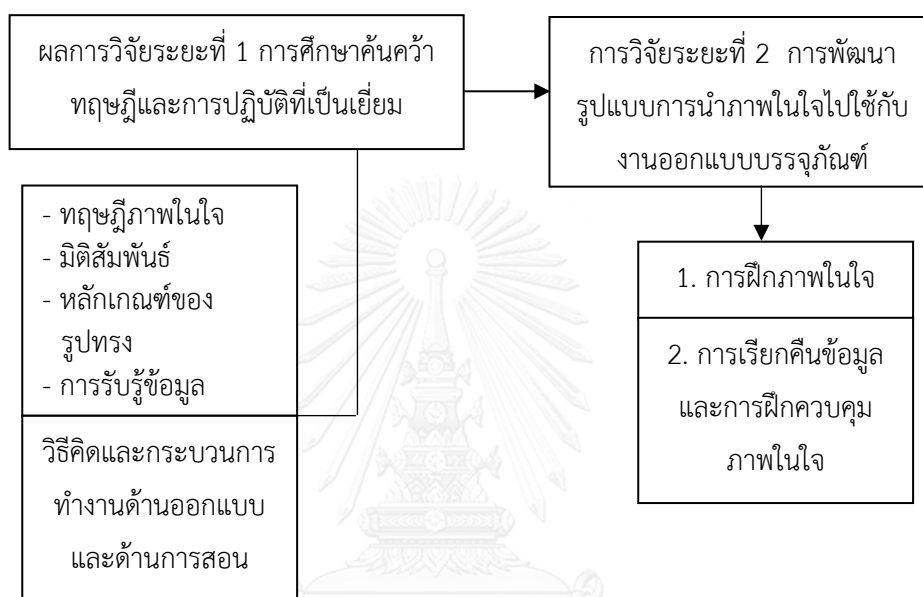 ผลการวิจัยระยะที่ 1 การศึกษาค้นคว้า
ทฤษฎีและการปฏิบัติที่เป็นเยี่ยม
การวิจัยระยะที่ 2 การพัฒนา
รูปแบบการนำภาพในใจไปใช้กับ
งานออกแบบบรรจุภัณฑ์
- ทฤษฎีภาพในใจ
- มิติสัมพันธ์
- หลักเกณฑ์ของ
รูปทรง
- การรับรู้ข้อมูล
วิธีคิดและกระบวนการ
ทำงานด้านออกแบบ
และด้านการสอน
1. การฝึกภาพในใจ
2. การเรียกคืนข้อมูล
และการฝึกควบคุม
ภาพในใจ